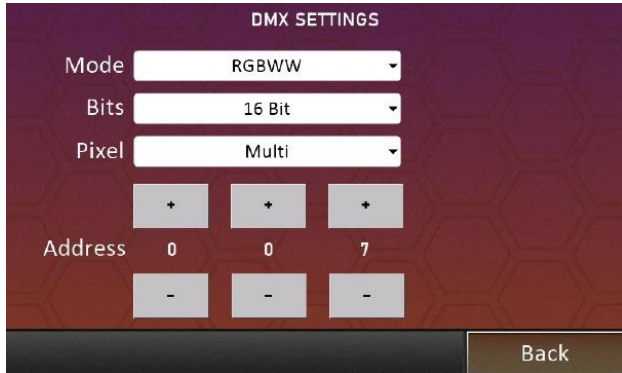 DMX SETTINGS
Mode RGBWW
Bits 16 Bit
Pixel Multi
+ + +
Address 0 0 7
- - -
Back